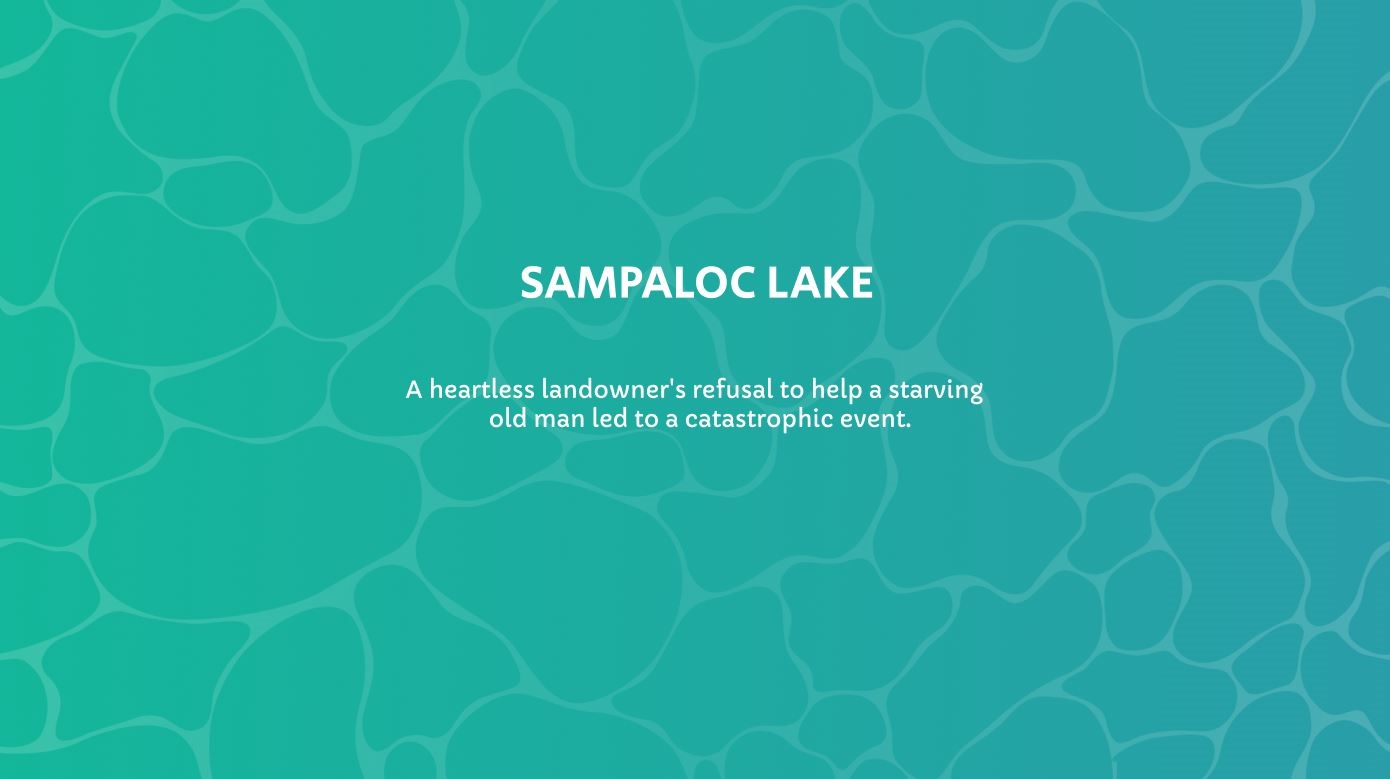 SAMPALOC LAKE
A heartless landowner's refusal to help a starving
old man led to a catastrophic event.